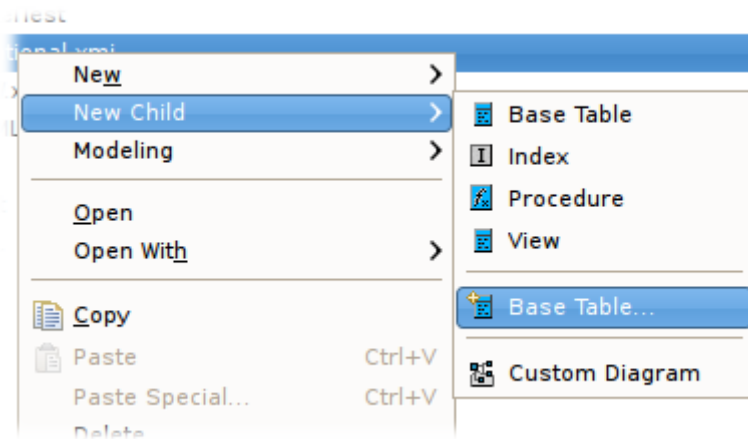 New
New Child
Modeling
Open
Open With
Copy
Paste Ctrl+V
Paste Special... Ctrl+V
Delete
Base Table
Index
Procedure
View
Base Table...
Custom Diagram